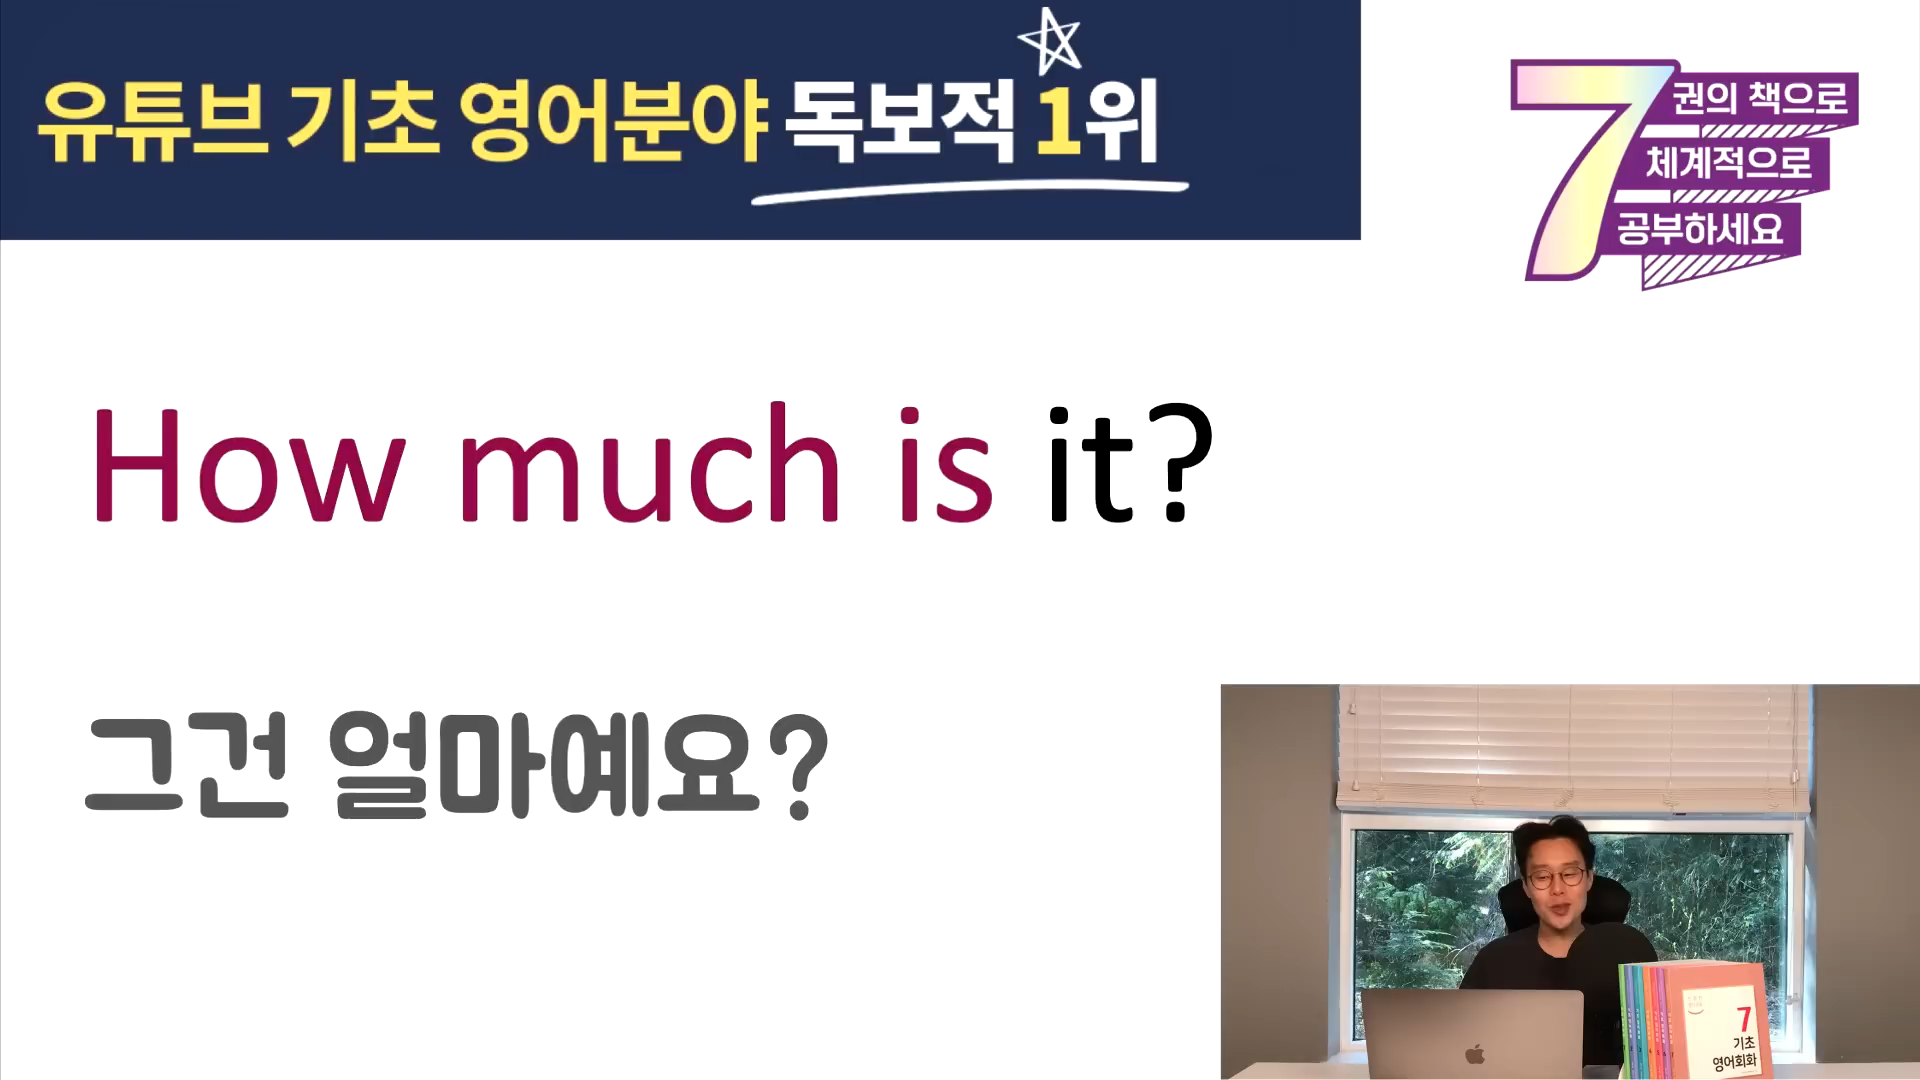 유튜브 기초 영어분야 독보적 1위
7
권의 책으로
체계적으로
공부하세요
How much is it?
그건 얼마예요?
7
기초
영어회화